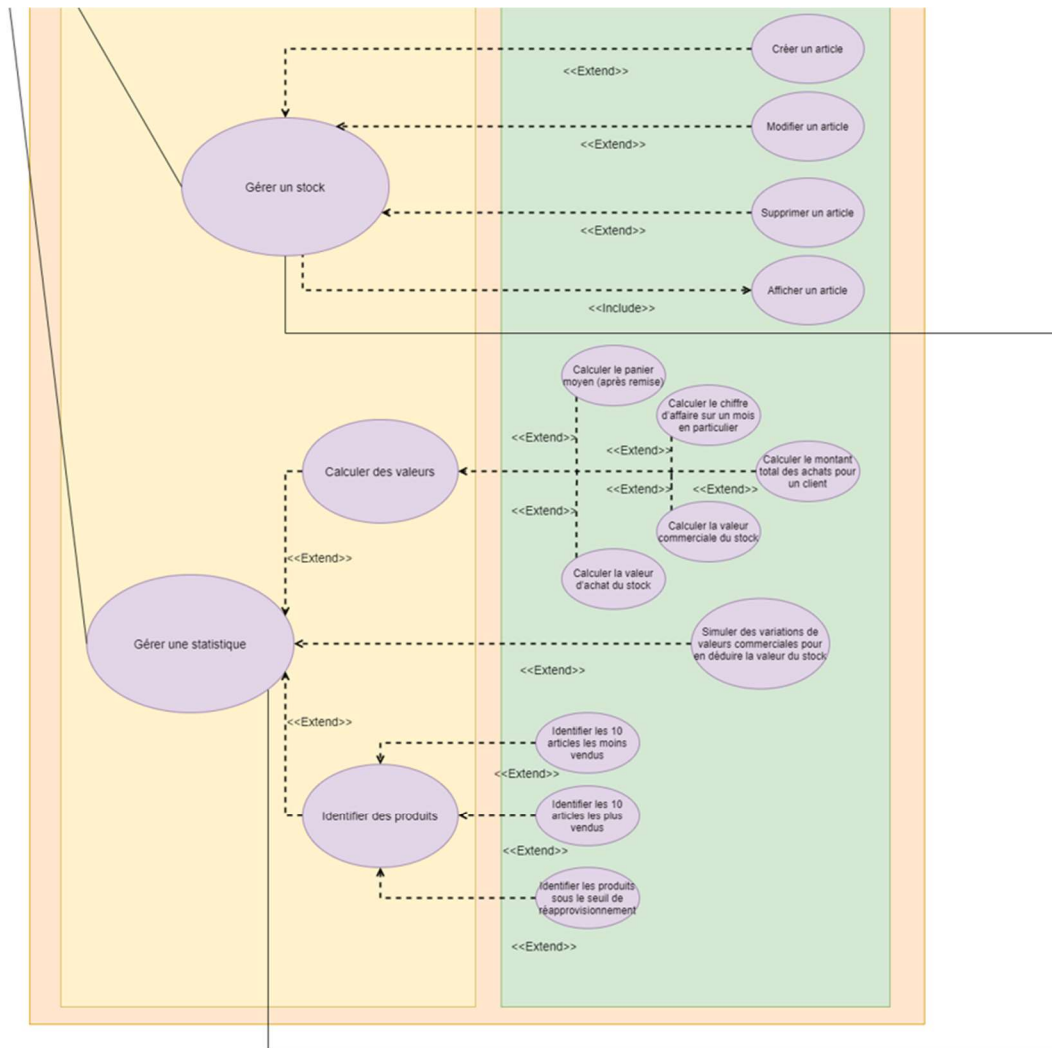 Créer un article
<<Extend>>
Modifier un article
<<Extend>>
Gérer un stock
Supprimer un article
<<Extend>>
Afficher un article
<<Include>>
Calculer le panier
moyen (après remise)
Calculer le chiffre
d'affaire sur un mois
en particulier
<<Extend>>
<<Extend>>
Calculer des valeurs
Calculer le montant
total des achats pour
un client
<<Extend>>
<<Extend>>
<<Extend>>
Calculer la valeur
commerciale du stock
<<Extend>>
Calculer la valeur
d'achat du stock
Gérer une statistique
Simuler des variations de
valeurs commerciales pour
en déduire la valeur du stock
<<Extend>>
<<Extend>>
Identifier les 10
articles les moins
vendus
<<Extend>>
Identifier des produits
Identifier les 10
articles les plus
vendus
<<Extend>>
Identifier les produits
sous le seuil de
réapprovisionnement
<<Extend>>